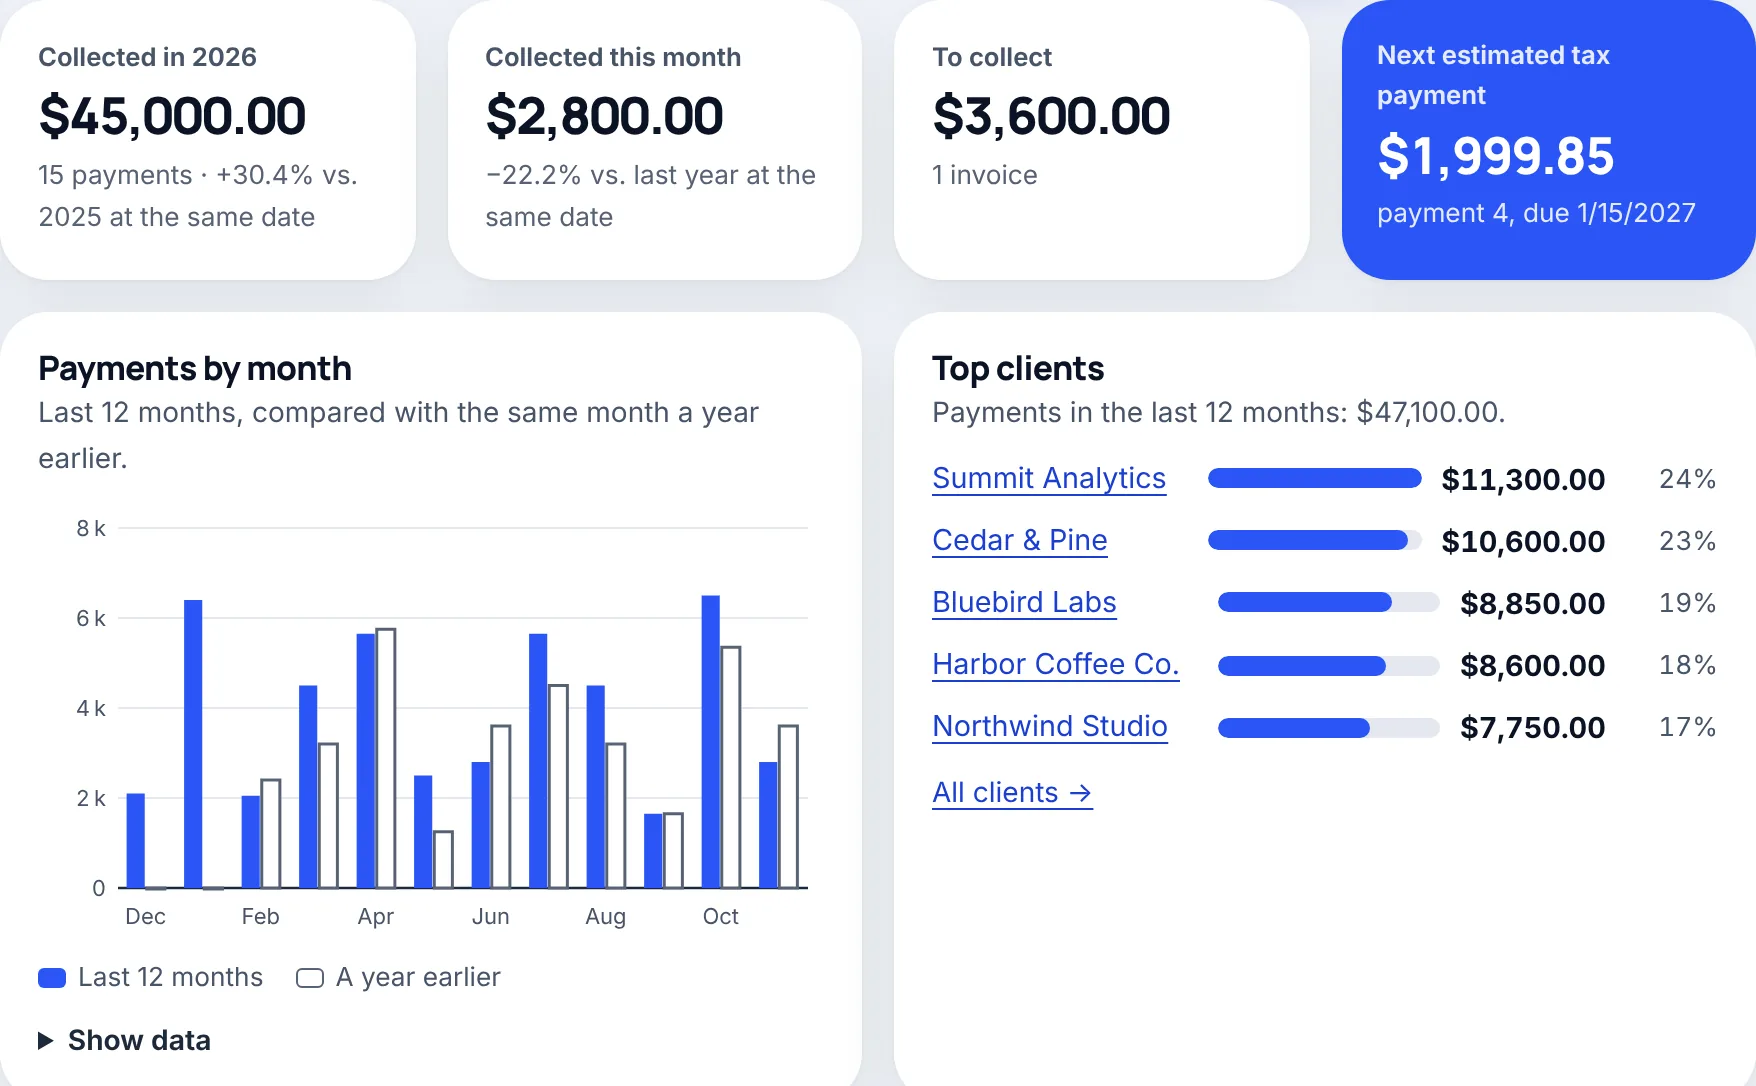 Collected in 2026
$45,000.00
15 payments · +30.4% vs.
2025 at the same date
Collected this month
$2,800.00
−22.2% vs. last year at the
same date
To collect
$3,600.00
1 invoice
Next estimated tax
payment
$1,999.85
payment 4, due 1/15/2027
Payments by month
Last 12 months, compared with the same month a year
earlier.
8 k
6 k
4 k
2 k
0
Dec Feb Apr Jun Aug Oct
Last 12 months A year earlier
Show data
Top clients
Payments in the last 12 months: $47,100.00.
Summit Analytics $11,300.00 24%
Cedar & Pine $10,600.00 23%
Bluebird Labs $8,850.00 19%
Harbor Coffee Co. $8,600.00 18%
Northwind Studio $7,750.00 17%
All clients →